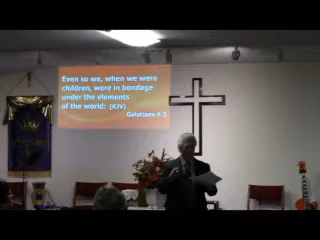 Even so we, when we were
children, were in bondage
under the elements
of the world: (KJV)
Galatians 4:3